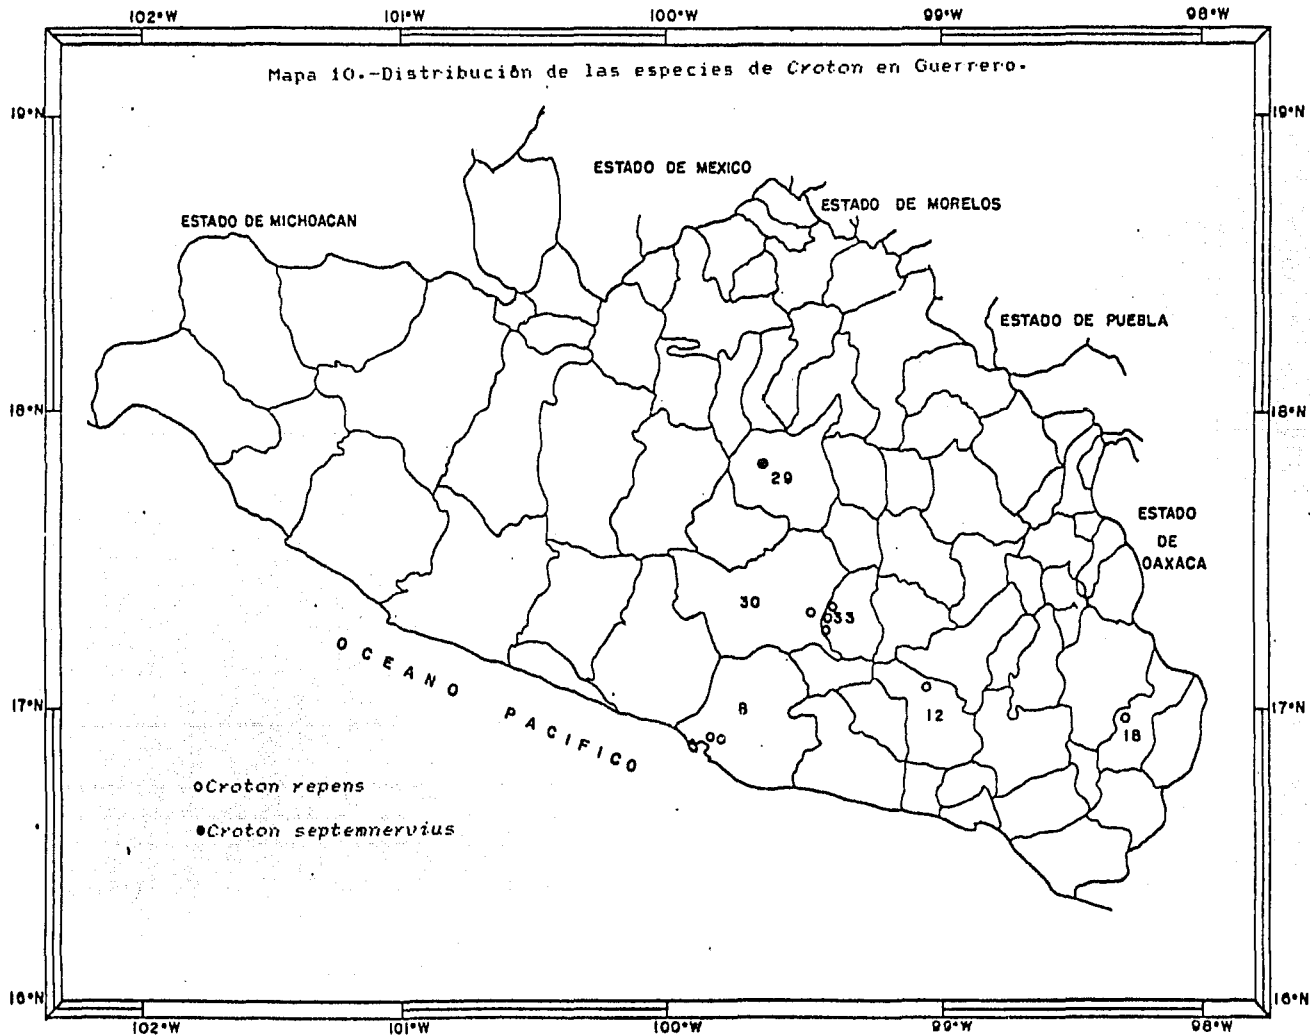 102°W 101°W 100°W 99°W 98°W
Mapa 10.-Distribución de las especies de Croton en Guerrero.
19°N 19°N
ESTADO DE MEXICO
ESTADO DE MORELOS
ESTADO DE MICHOACAN
ESTADO DE PUEBLA
18°N 18°N
29
ESTADO
DE
OAXACA
30
33
OCEANO PACIFICO
17°N 17°N
8
12
18
Croton repens
Croton septemnervius
16°N 16°N
102°W 101°W 100°W 99°W 98°W